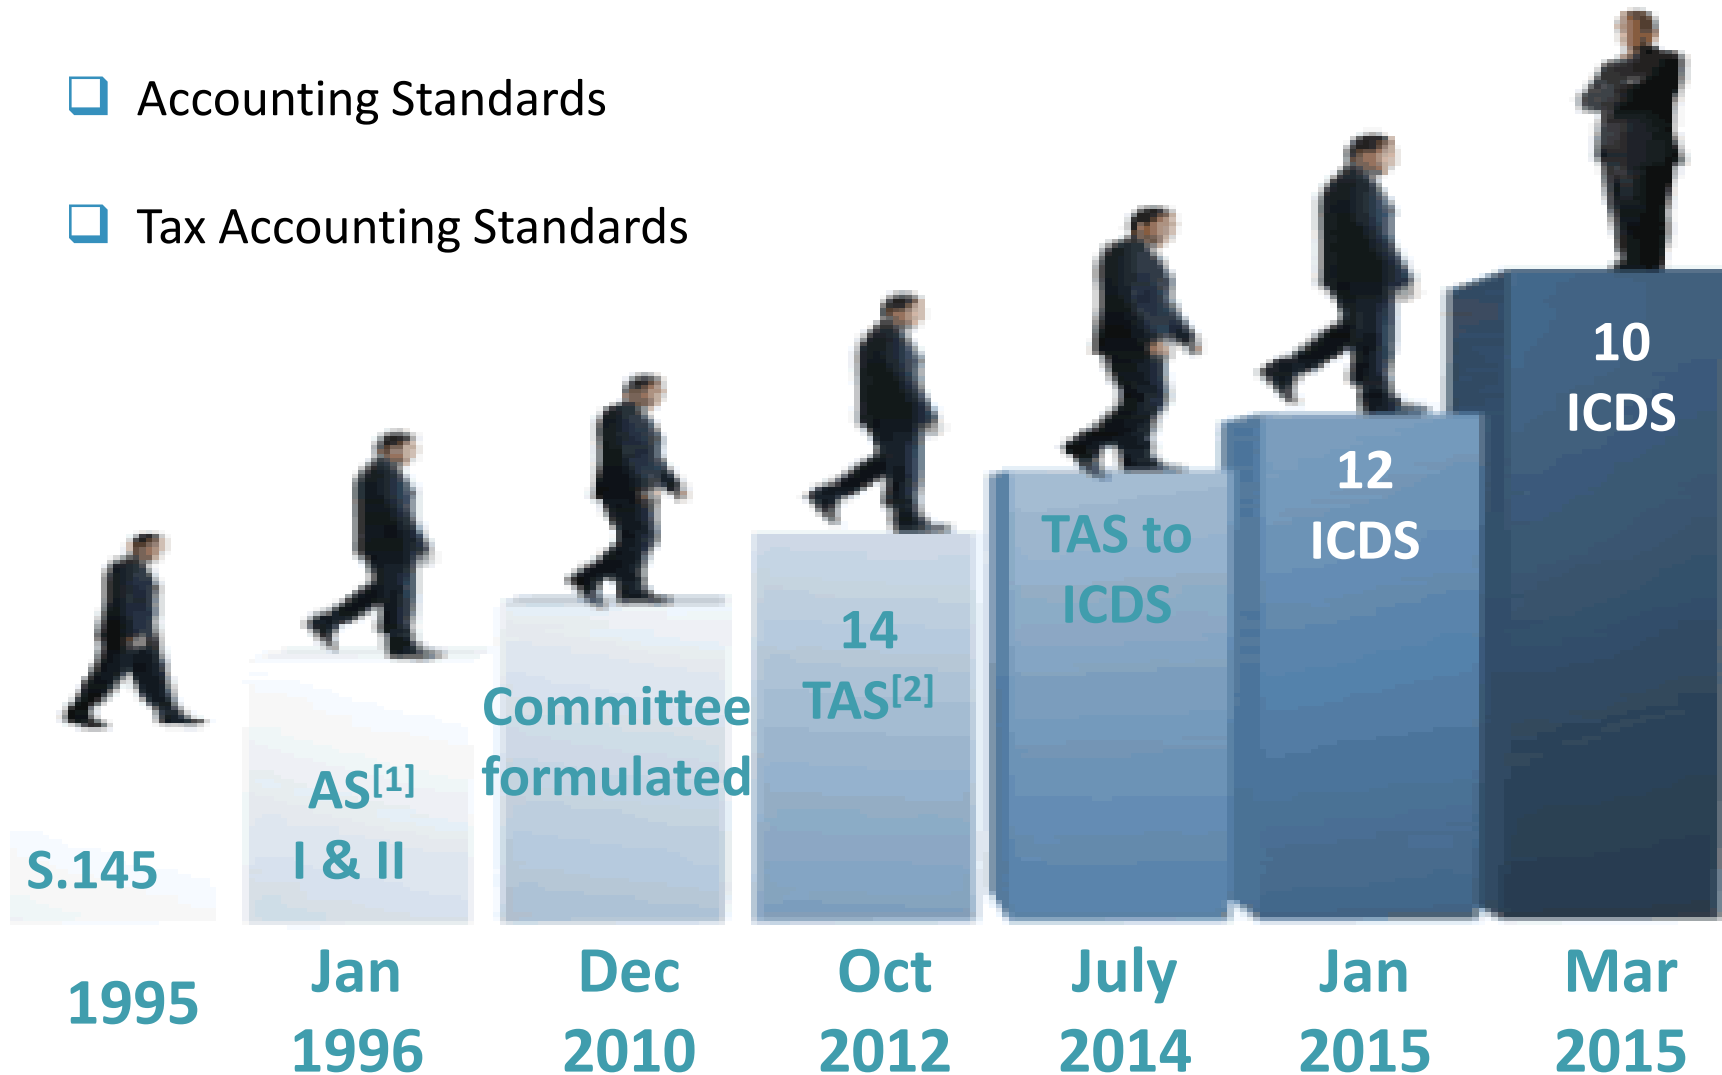 ❑ Accounting Standards
❑ Tax Accounting Standards
S.145
1995
AS[1]
I & II
Jan
1996
Committee
formulated
Dec
2010
14
TAS[2]
Oct
2012
TAS to
ICDS
July
2014
12
ICDS
Jan
2015
10
ICDS
Mar
2015